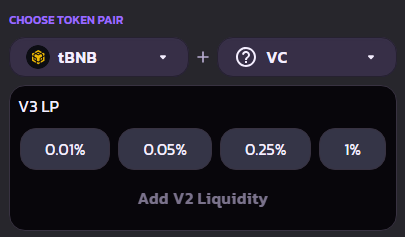 CHOOSE TOKEN PAIR
tBNB + VC
V3 LP
0.01% 0.05% 0.25% 1%
Add V2 Liquidity